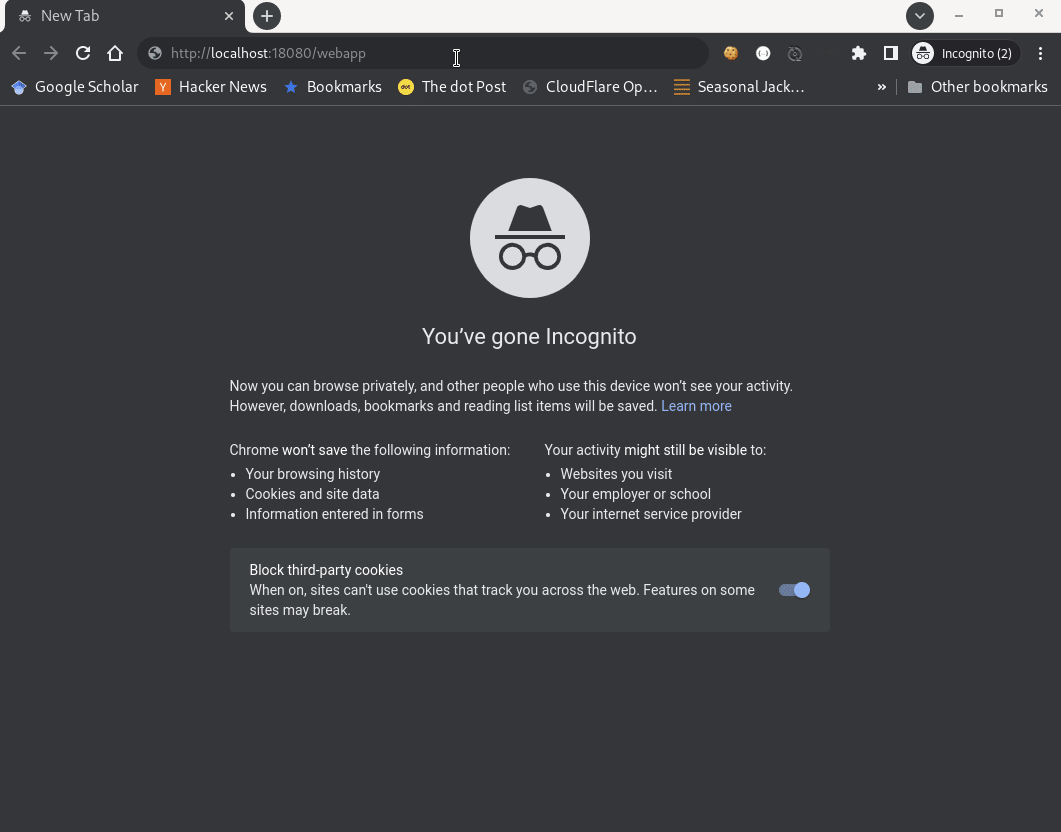 New Tab
http://localhost:18080/webapp
Incognito (2)
Google Scholar
Y Hacker News
Bookmarks
dot The dot Post
CloudFlare Op…
Seasonal Jack…
»
Other bookmarks
You’ve gone Incognito
Now you can browse privately, and other people who use this device won’t see your activity.
However, downloads, bookmarks and reading list items will be saved. Learn more
Chrome won’t save the following information:
• Your browsing history
• Cookies and site data
• Information entered in forms
Your activity might still be visible to:
• Websites you visit
• Your employer or school
• Your internet service provider
Block third-party cookies
When on, sites can't use cookies that track you across the web. Features on some
sites may break.